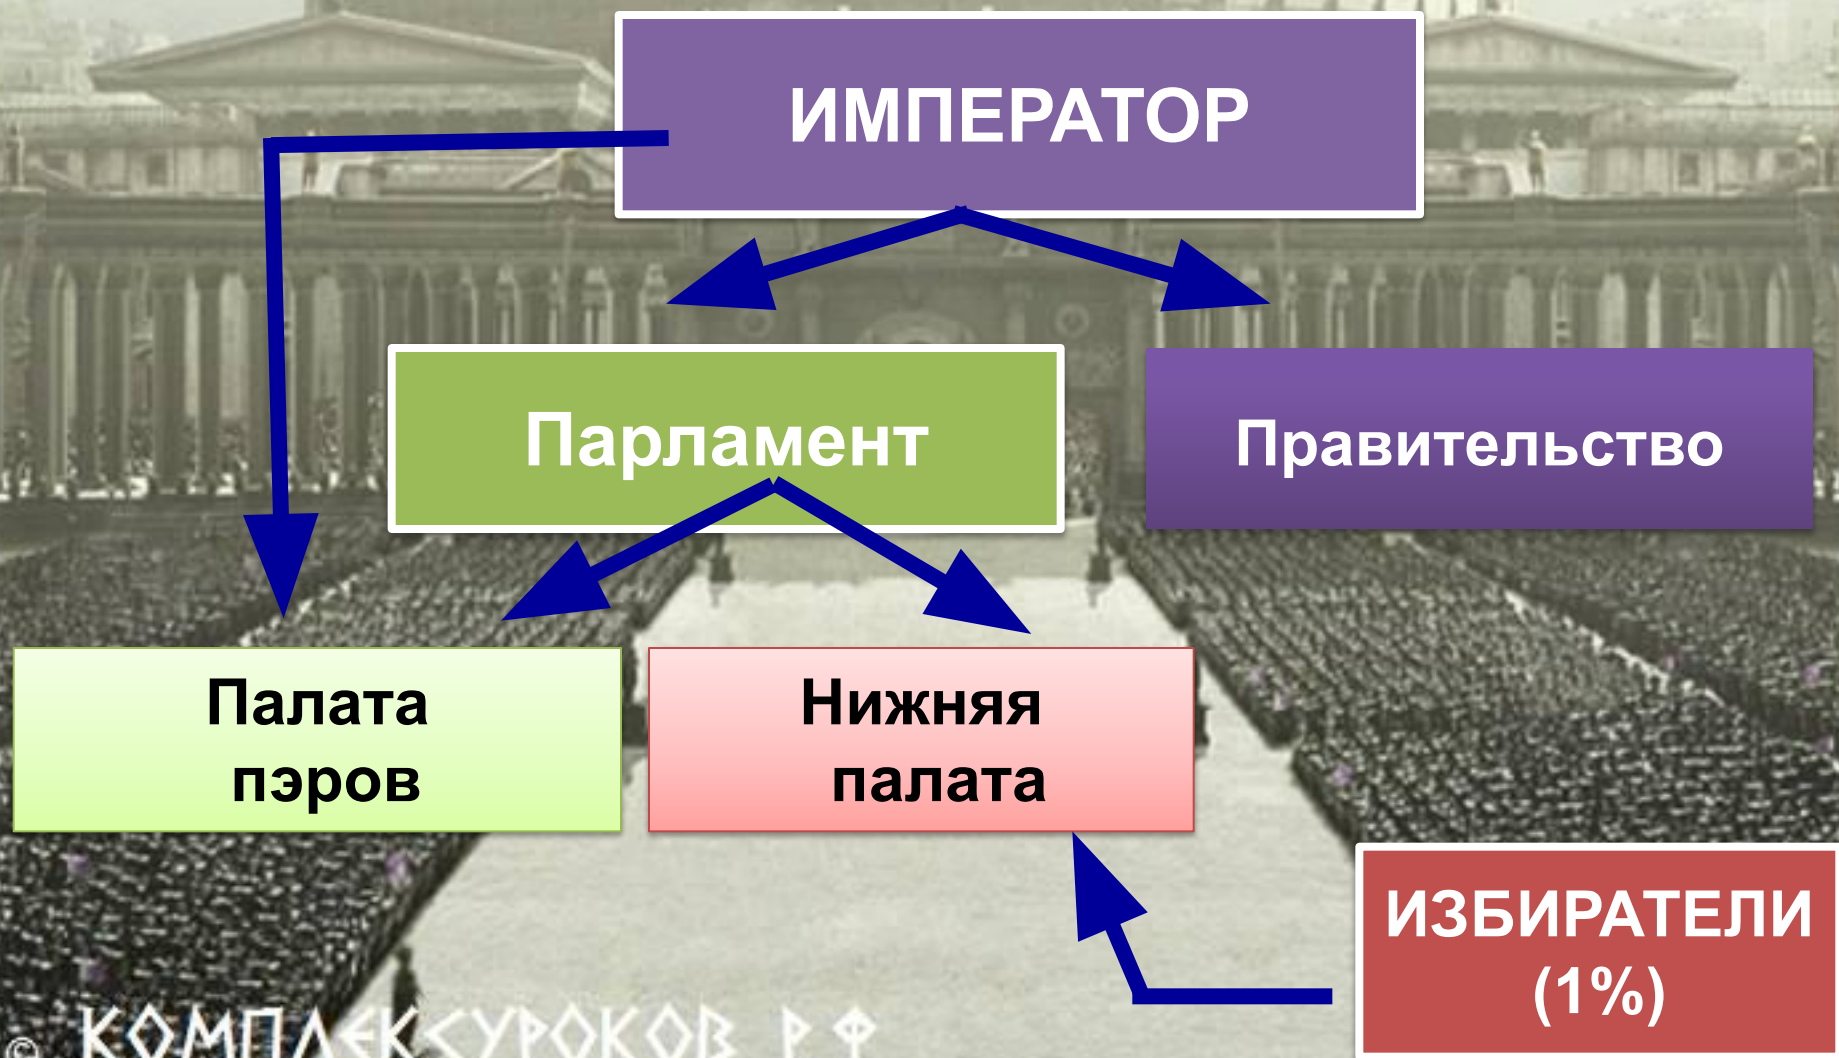 ИМПЕРАТОР
Парламент
Правительство
Палата
пэров
Нижняя
палата
ИЗБИРАТЕЛИ
(1%)
© КОМПЛЕКСУРОКОВ РФ